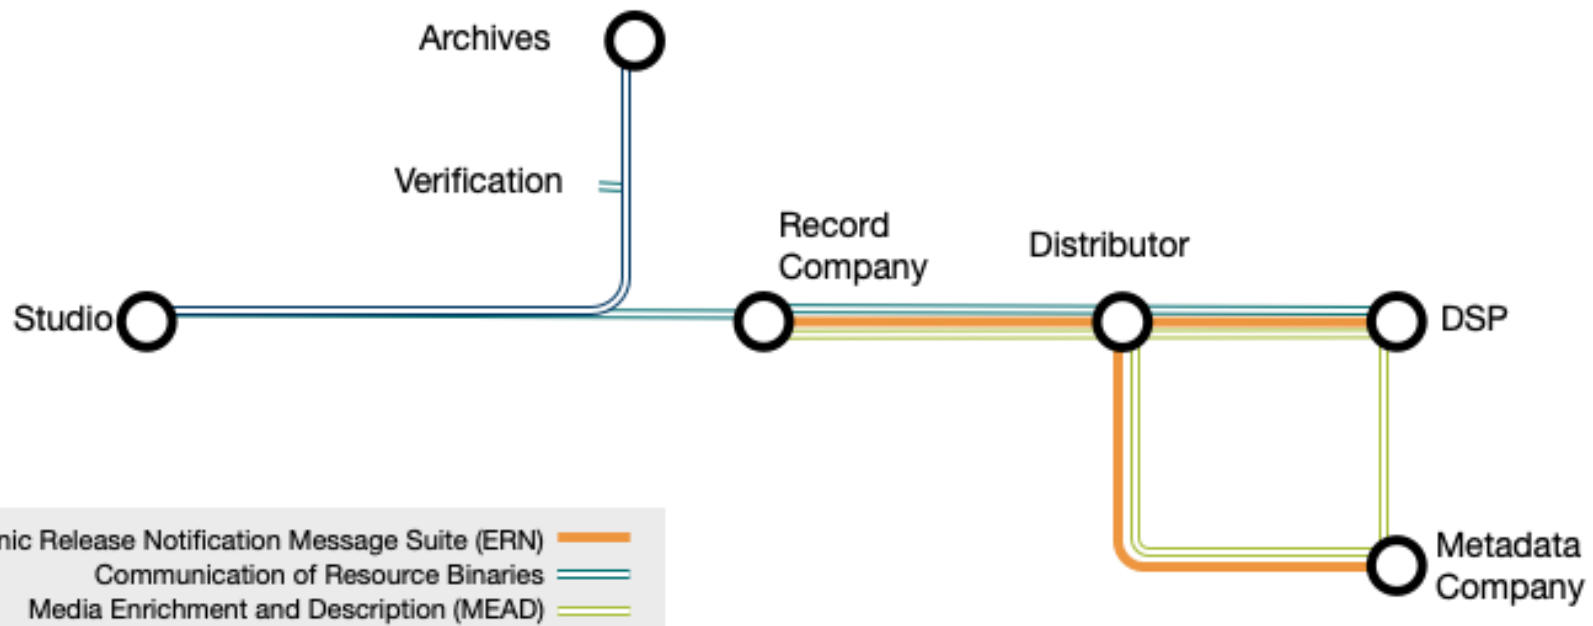 Archives
Verification
Record
Company
Distributor
Studio
DSP
Release Notification Message Suite (ERN)
Communication of Resource Binaries
Media Enrichment and Description (MEAD)
Metadata
Company